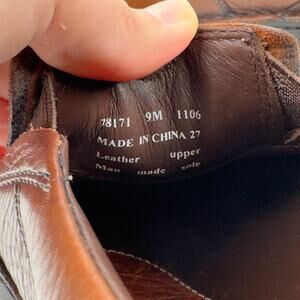 78171 9M 1106
MADE IN CHINA 27
Leather upper
Man made sole